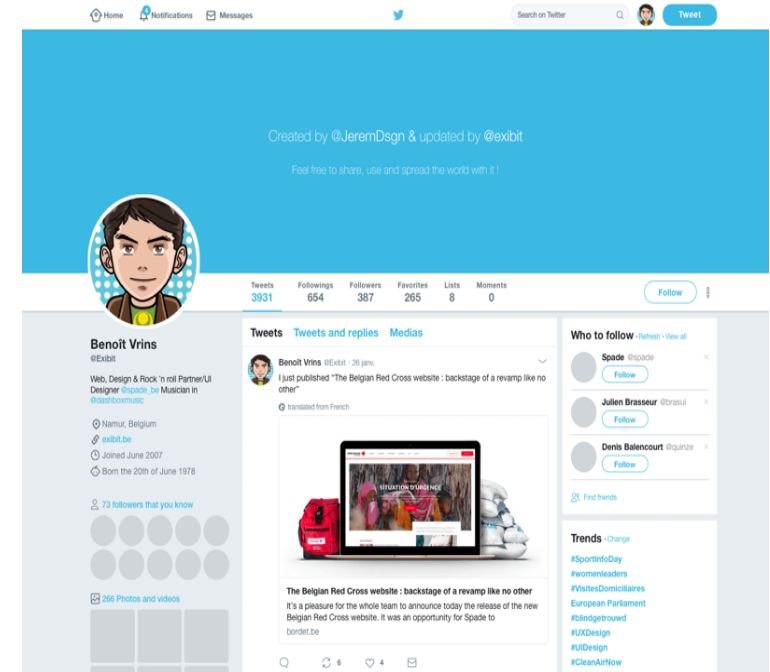 Home
4
Notifications
Messages
Search on Twitter
Tweet
Created by @JeremDsgn & updated by @exibit
Feel free to share, use and spread the world with it !
Tweets
3931
Followings
654
Followers
387
Favorites
265
Lists
8
Moments
0
Follow
Benoît Vrins
@Exibit
Web, Design & Rock 'n roll Partner/UI
Designer @spade_be Musician in
@dashboxmusic
Namur, Belgium
exibit.be
Joined June 2007
Born the 20th of June 1978
73 followers that you know
266 Photos and videos
Tweets Tweets and replies Medias
Benoît Vrins @Exibit · 26 janv.
I just published "The Belgian Red Cross website : backstage of a revamp like no
other"
translated from French
SITUATION D'URGENCE
The Belgian Red Cross website : backstage of a revamp like no other
It's a pleasure for the whole team to announce today the release of the new
Belgian Red Cross website. It was an opportunity for Spade to
bordet.be
6
4
Who to follow · Refresh · View all
Spade @spade
Follow
Julien Brasseur @brasul
Follow
Denis Balencourt @quinze
Follow
Find friends
Trends · Change
#SportInfoDay
#womenleaders
#VisitesDomiciliaires
European Parliament
#blindgetrouwd
#UXDesign
#UIDesign
#CleanAirNow